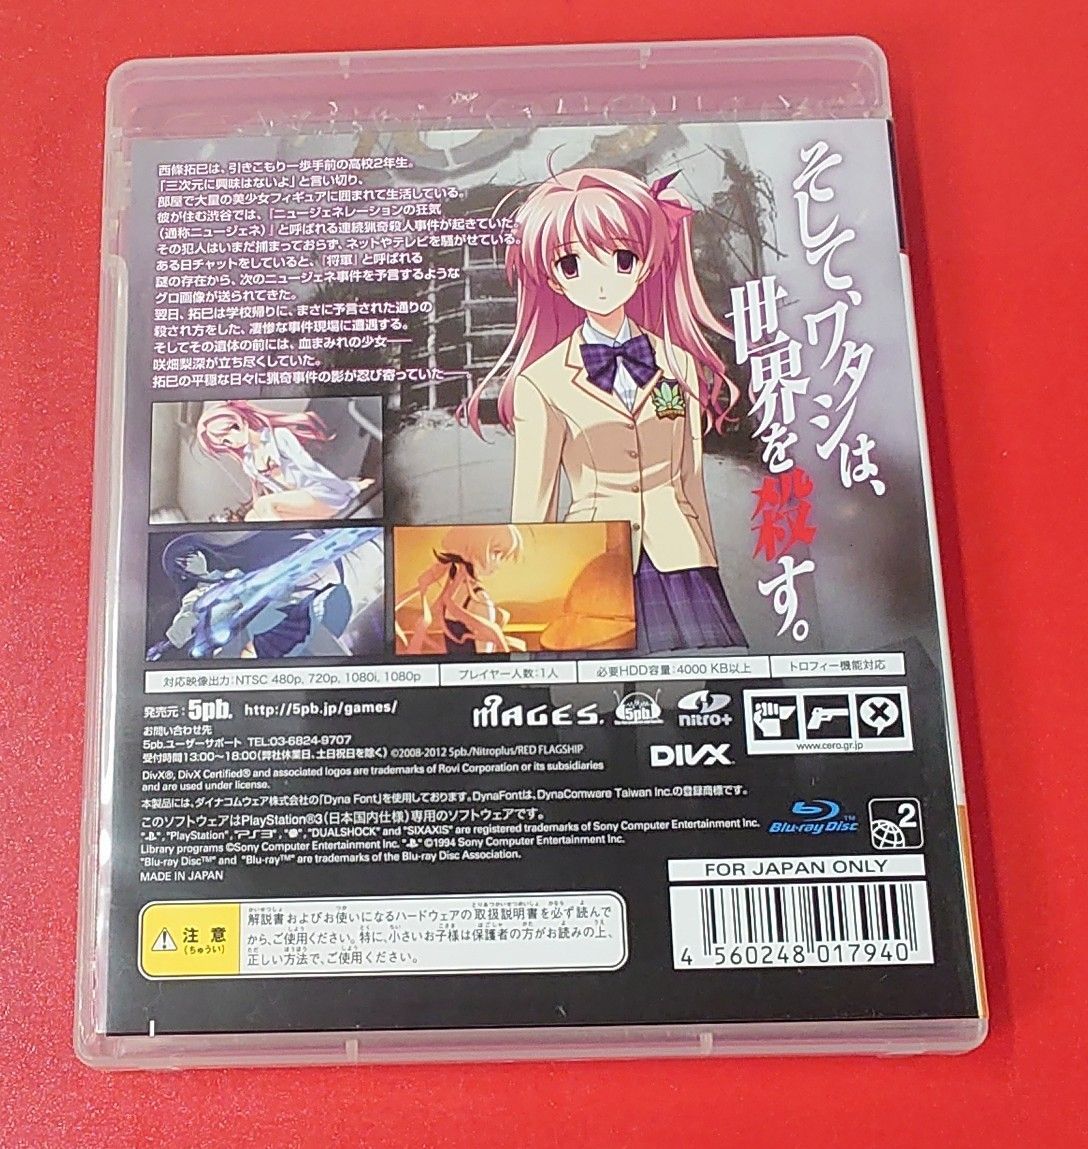 西條拓巳は、引きこもり一歩手前の高校2年生。
「三次元に興味はないよ」と言い切り、
部屋で大量の美少女フィギュアに囲まれて生活している。
彼が住む渋谷では、「ニュージェネレーションの狂気
(通称ニュージェネ)」と呼ばれる連続猟奇殺人事件が起きていた。
その犯人はいまだ捕まっておらず、ネットやテレビを騒がせている。
ある日チャットをしていると、「将軍」と呼ばれる
謎の存在から、次のニュージェネ事件を予言するような
グロ画像が送られてきた。
翌日、拓巳は学校帰りに、まさに予言された通りの
殺され方をした、凄惨な事件現場に遭遇する。
そしてその遺体の前には、血まみれの少女──
咲畑梨深が立ち尽くしていた。
拓巳の平穏な日々に猟奇事件の影が忍び寄っていた──。
そして、ワタシは、
世界を殺す。
対応映像出力:NTSC 480p, 720p, 1080i, 1080p
プレイヤー人数:1人
必要HDD容量:4000 KB以上
トロフィー機能対応
発売元:5pb. http://5pb.jp/games/
お問い合わせ先
5pb.ユーザーサポート TEL:03-6824-9707
受付時間13:00~18:00(弊社休業日、土日祝日を除く) ©2008-2012 5pb./Nitroplus/RED FLAGSHIP
MAGES.
5pb.
nitro+
DIVX
www.cero.gr.jp
DivX®, DivX Certified® and associated logos are trademarks of Rovi Corporation or its subsidiaries
and are used under license.
本製品には、ダイナコムウェア株式会社の「Dyna Font」を使用しております。DynaFontは、DynaComware Taiwan Inc.の登録商標です。
このソフトウェアはPlayStation®3(日本国内仕様)専用のソフトウェアです。
"PlayStation", "PS3", "DUALSHOCK" and "SIXAXIS" are registered trademarks of Sony Computer Entertainment Inc.
Library programs ©Sony Computer Entertainment Inc. ©1994 Sony Computer Entertainment Inc.
"Blu-ray Disc™" and "Blu-ray™" are trademarks of the Blu-ray Disc Association.
MADE IN JAPAN
Blu-ray Disc™
2
FOR JAPAN ONLY
4 560248 017940
注意
(ちゅうい)
解説書およびお使いになるハードウェアの取扱説明書を必ず読んで
から、ご使用ください。特に、小さいお子様は保護者の方がお読みの上、
正しい方法で、ご使用ください。